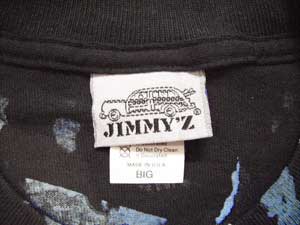 JIMMY'Z
Do Not Dry Clean.
MADE IN U.S.A.
BIG